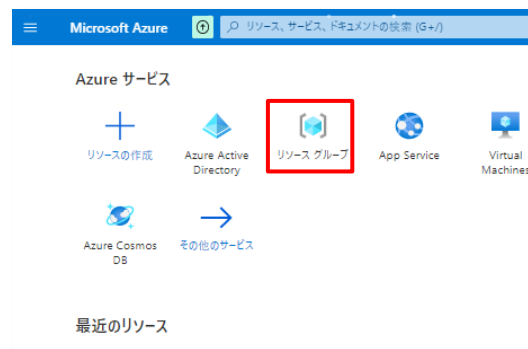 Microsoft Azure
リソース、サービス、ドキュメントの検索 (G+/)
Azure サービス
リソースの作成
Azure Active
Directory
リソース グループ
App Service
Virtual
Machines
Azure Cosmos
DB
その他のサービス
最近のリソース